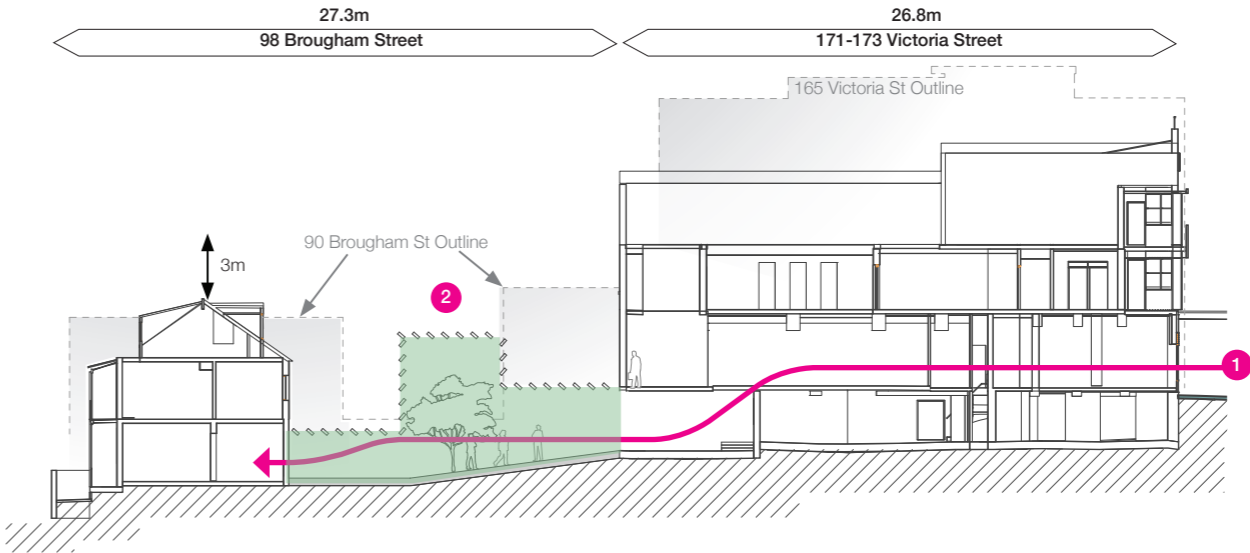 27.3m
98 Brougham Street
26.8m
171-173 Victoria Street
165 Victoria St Outline
90 Brougham St Outline
3m
2
1